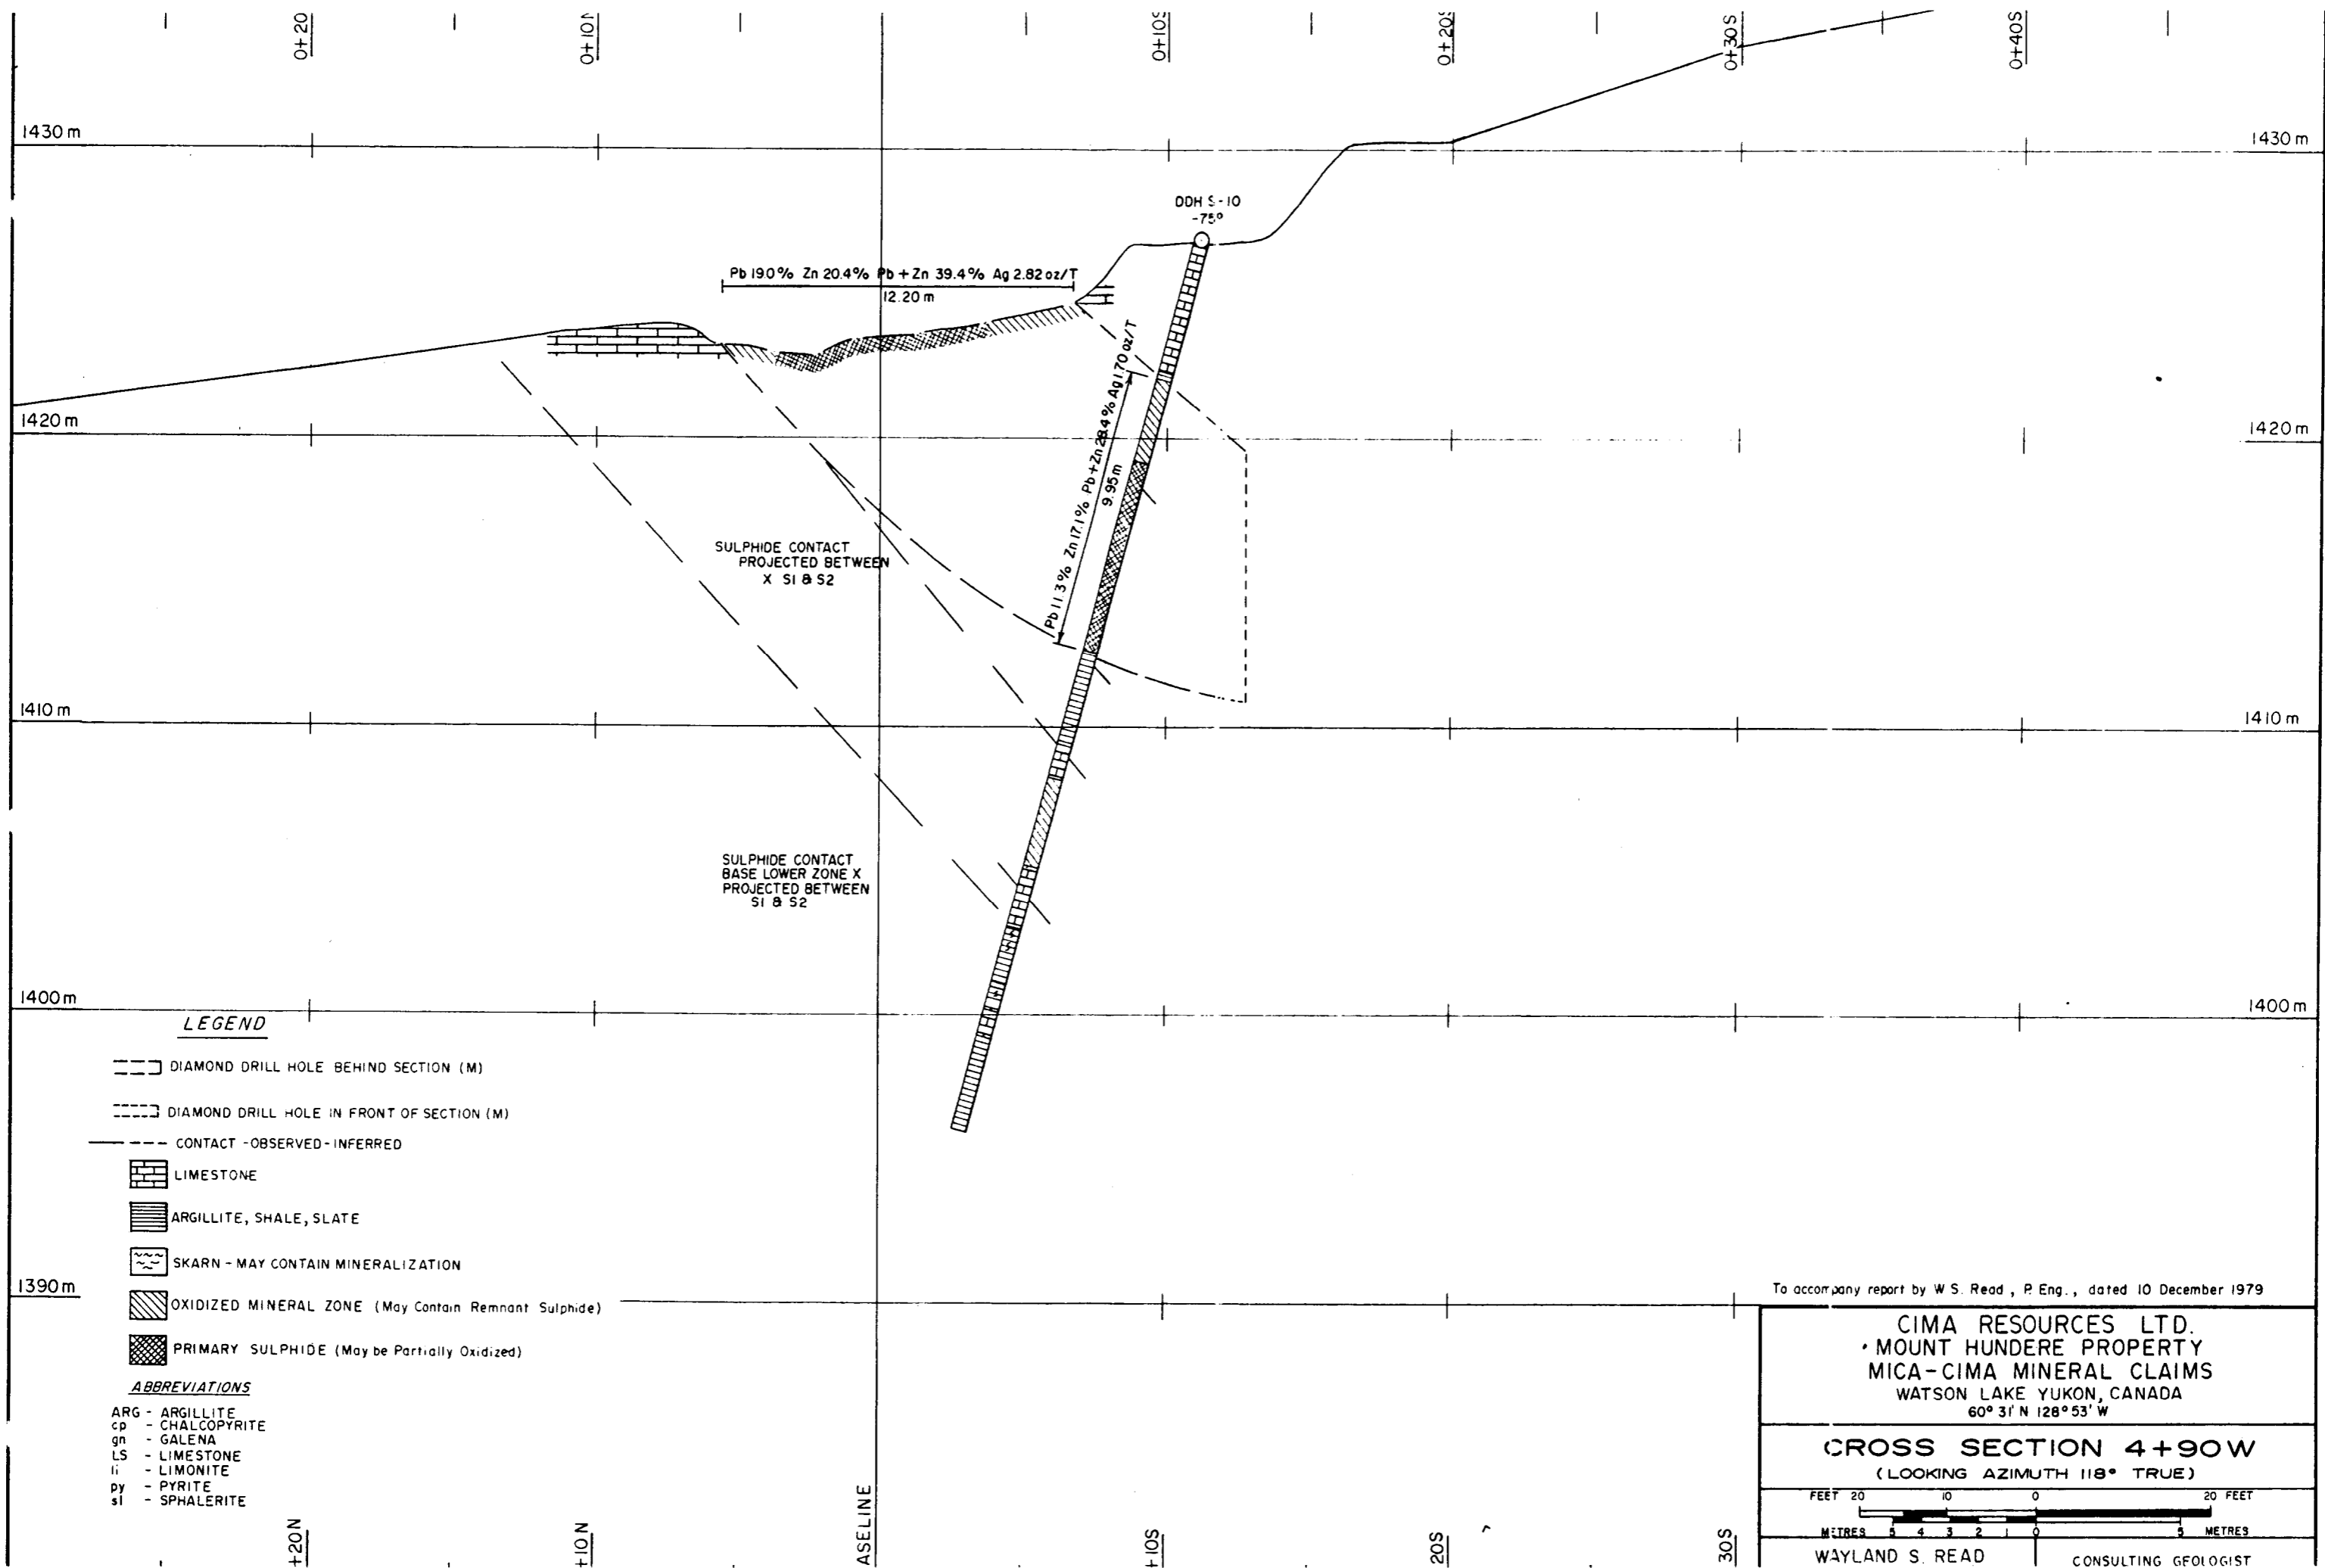 0+20
0+10N
0+10S
0+20S
0+30S
0+40S
1430 m
1430 m
DDH S-10
-75°
Pb 19.0% Zn 20.4% Pb + Zn 39.4% Ag 2.82 oz/T
12.20 m
Pb 11.3% Zn 17.1% Pb + Zn 28.4% Ag 1.70 oz/T
9.95 m
1420 m
1420 m
SULPHIDE CONTACT
PROJECTED BETWEEN
X S1 & S2
1410 m
1410 m
SULPHIDE CONTACT
BASE LOWER ZONE X
PROJECTED BETWEEN
S1 & S2
1400 m
1400 m
LEGEND
DIAMOND DRILL HOLE BEHIND SECTION (M)
DIAMOND DRILL HOLE IN FRONT OF SECTION (M)
CONTACT - OBSERVED - INFERRED
LIMESTONE
ARGILLITE, SHALE, SLATE
SKARN - MAY CONTAIN MINERALIZATION
1390 m
OXIDIZED MINERAL ZONE (May Contain Remnant Sulphide)
PRIMARY SULPHIDE (May be Partially Oxidized)
ABBREVIATIONS
ARG - ARGILLITE
cp - CHALCOPYRITE
gn - GALENA
LS - LIMESTONE
li - LIMONITE
py - PYRITE
sl - SPHALERITE
+20N
+10N
ASELINE
+10S
20S
30S
To accompany report by W S. Read, P. Eng., dated 10 December 1979
CIMA RESOURCES LTD.
MOUNT HUNDERE PROPERTY
MICA-CIMA MINERAL CLAIMS
WATSON LAKE YUKON, CANADA
60° 31' N 128° 53' W
CROSS SECTION 4+90W
(LOOKING AZIMUTH 118° TRUE)
FEET 20 10 0 20 FEET
METRES 5 4 3 2 1 0 5 METRES
WAYLAND S. READ CONSULTING GEOLOGIST